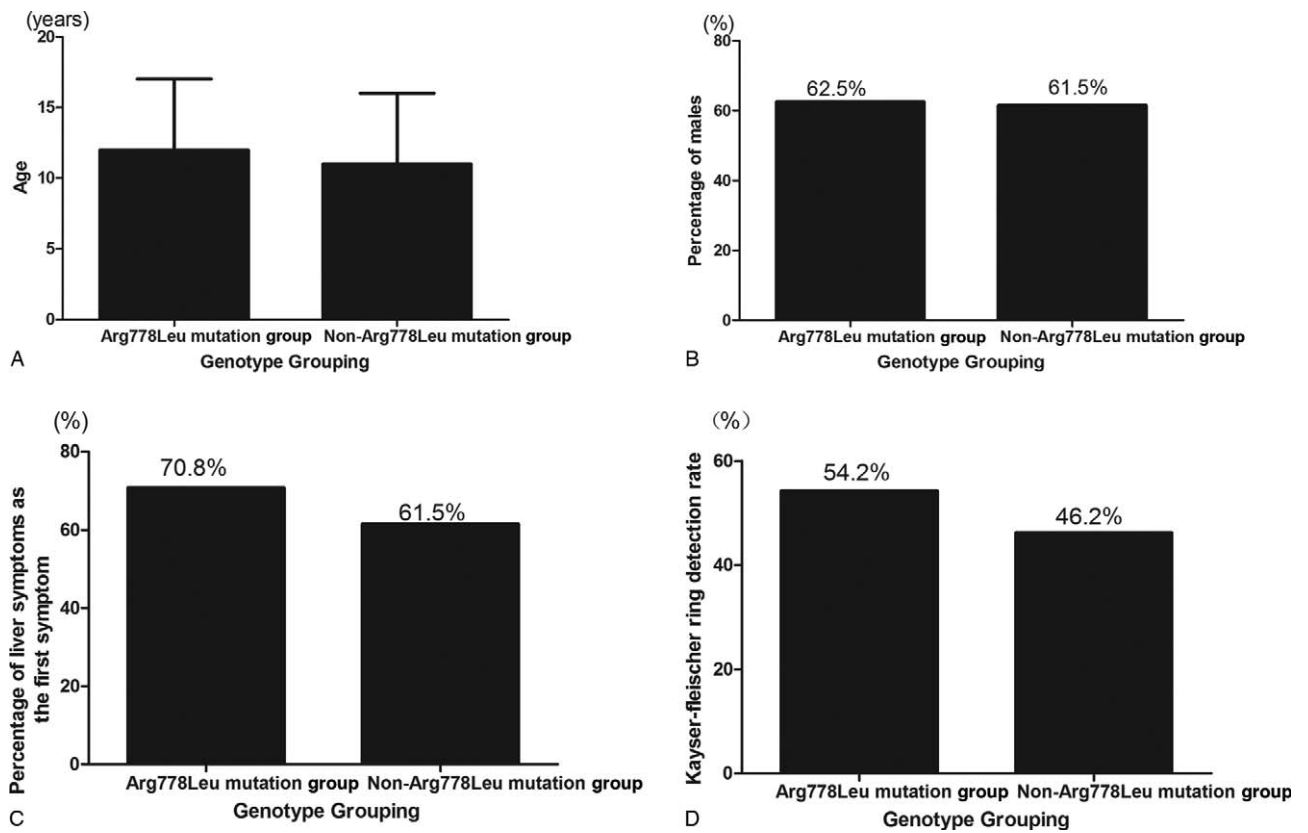 (years)
20
15
10
5
0
Age
Arg778Leu mutation group
Non-Arg778Leu mutation group
Genotype Grouping
A
(%)
80
60
40
20
0
Percentage of males
62.5%
61.5%
Arg778Leu mutation group
Non-Arg778Leu mutation group
Genotype Grouping
B
(%)
80
60
40
20
0
Percentage of liver symptoms as
the first symptom
70.8%
61.5%
Arg778Leu mutation group
Non-Arg778Leu mutation group
Genotype Grouping
C
（%）
60
40
20
0
Kayser-fleischer ring detection rate
54.2%
46.2%
Arg778Leu mutation group
Non-Arg778Leu mutation group
Genotype Grouping
D